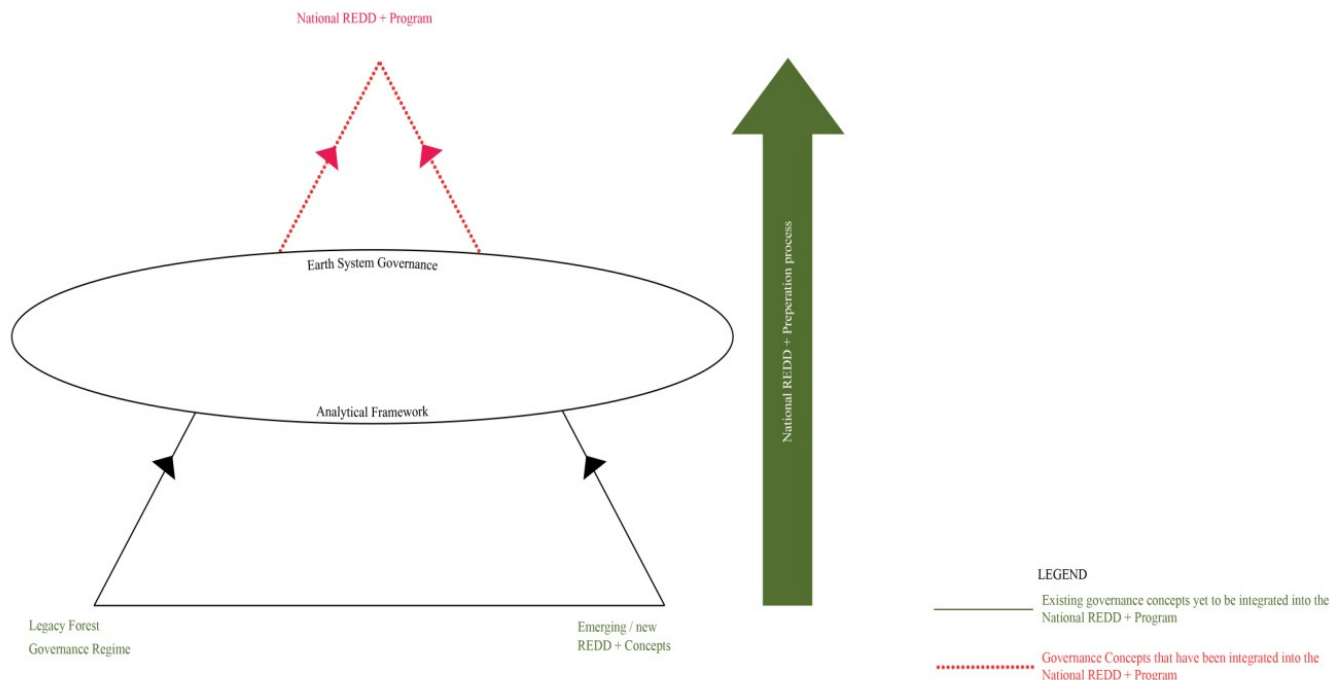 National REDD + Program
Earth System Governance
Analytical Framework
National REDD + Preperation process
Legacy Forest
Governance Regime
Emerging / new
REDD + Concepts
LEGEND
Existing governance concepts yet to be integrated into the
National REDD + Program
Governance Concepts that have been integrated into the
National REDD + Program